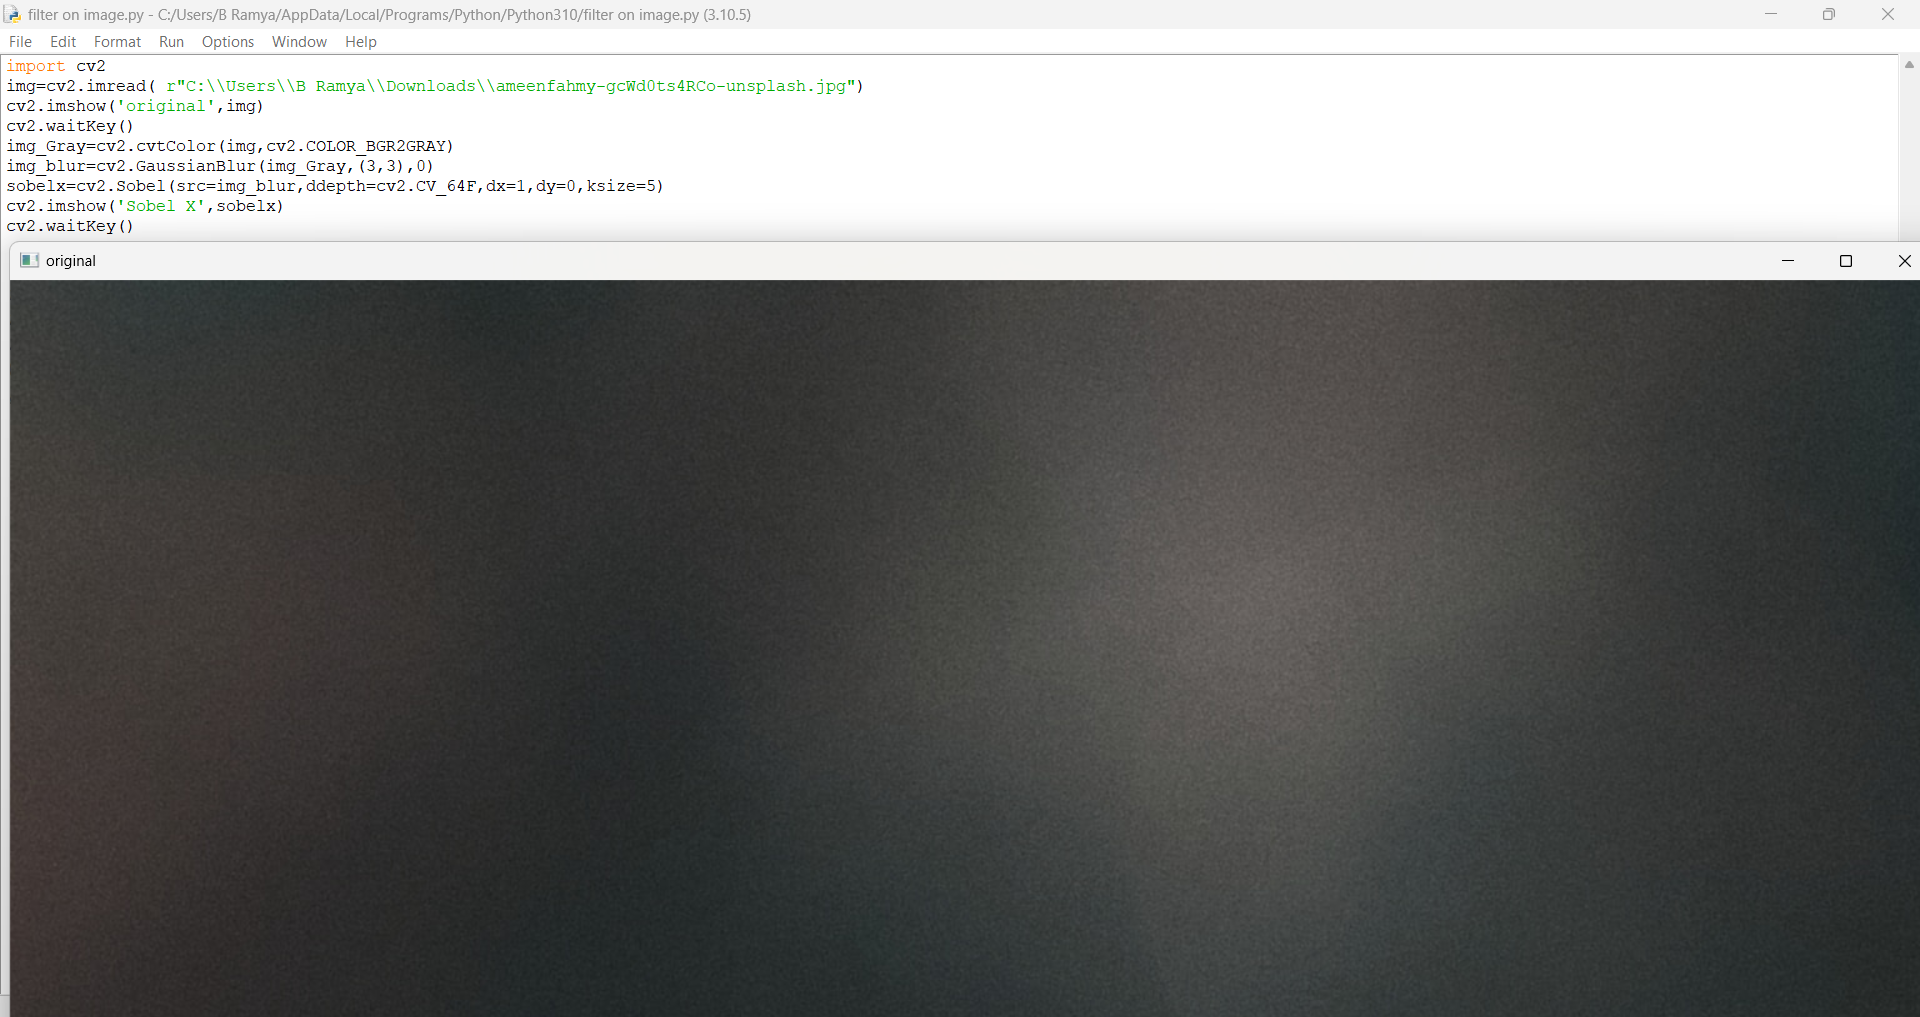 filter on image.py - C:/Users/B Ramya/AppData/Local/Programs/Python/Python310/filter on image.py (3.10.5)
File Edit Format Run Options Window Help
import cv2
img=cv2.imread( r"C:\\Users\\B Ramya\\Downloads\\ameenfahmy-gcWd0ts4RCo-unsplash.jpg")
cv2.imshow('original',img)
cv2.waitKey()
img_Gray=cv2.cvtColor(img,cv2.COLOR_BGR2GRAY)
img_blur=cv2.GaussianBlur(img_Gray,(3,3),0)
sobelx=cv2.Sobel(src=img_blur,ddepth=cv2.CV_64F,dx=1,dy=0,ksize=5)
cv2.imshow('Sobel X',sobelx)
cv2.waitKey()
original